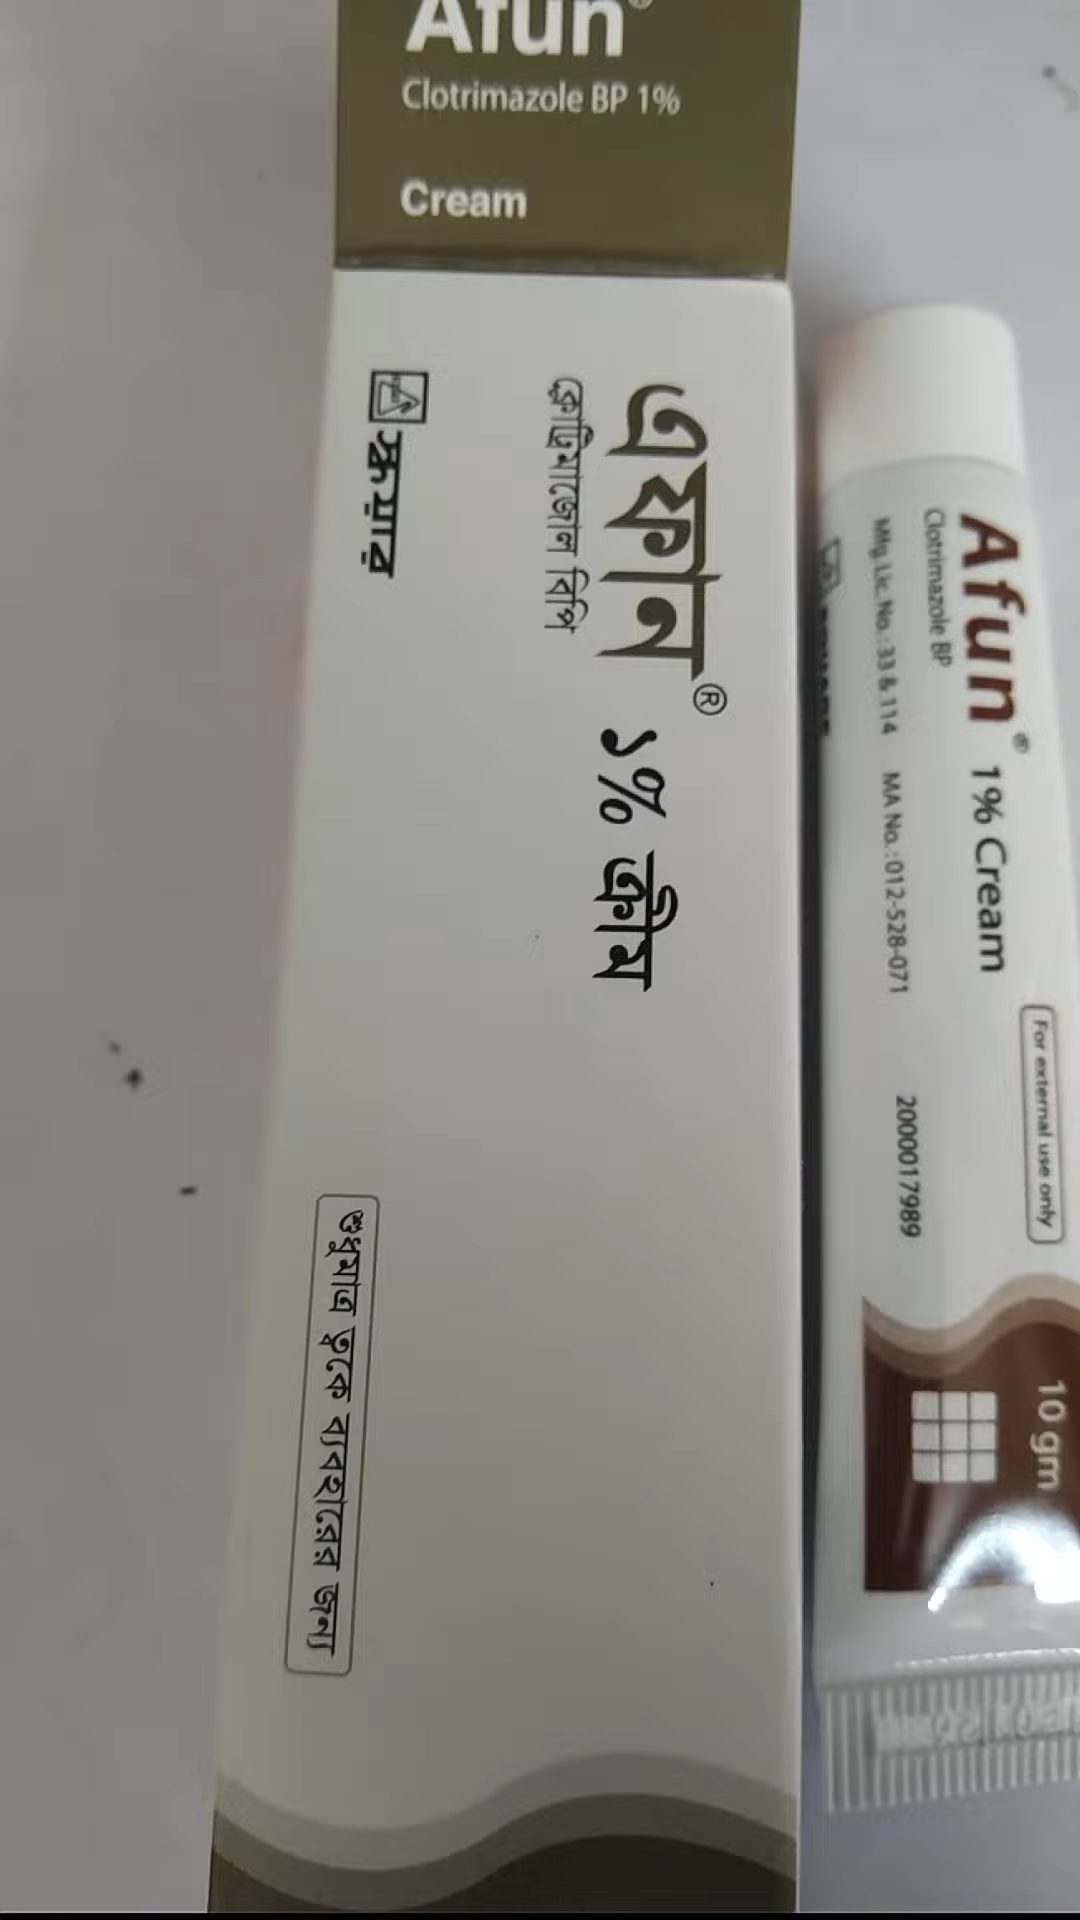 Afun®
Clotrimazole BP 1%
Cream
এফান® ১% ক্রীম
ক্লোট্রিমাজোল বিপি
স্কয়ার
শুধুমাত্র ত্বকে ব্যবহারের জন্য
For external use only
Afun® 1% Cream
Clotrimazole BP
Mfg. Lic. No.:33 & 114 MA No.:012-528-071 200017989
10 gm